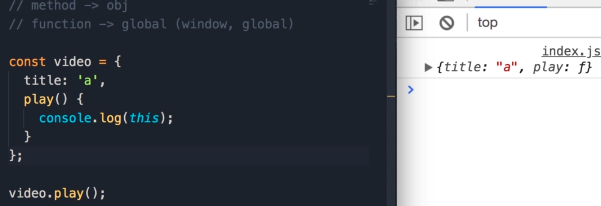 // method -> obj
// function -> global (window, global)
const video = {
  title: 'a',
  play() {
    console.log(this);
  }
};
video.play();
top
index.js
▶{title: "a", play: ƒ}
>